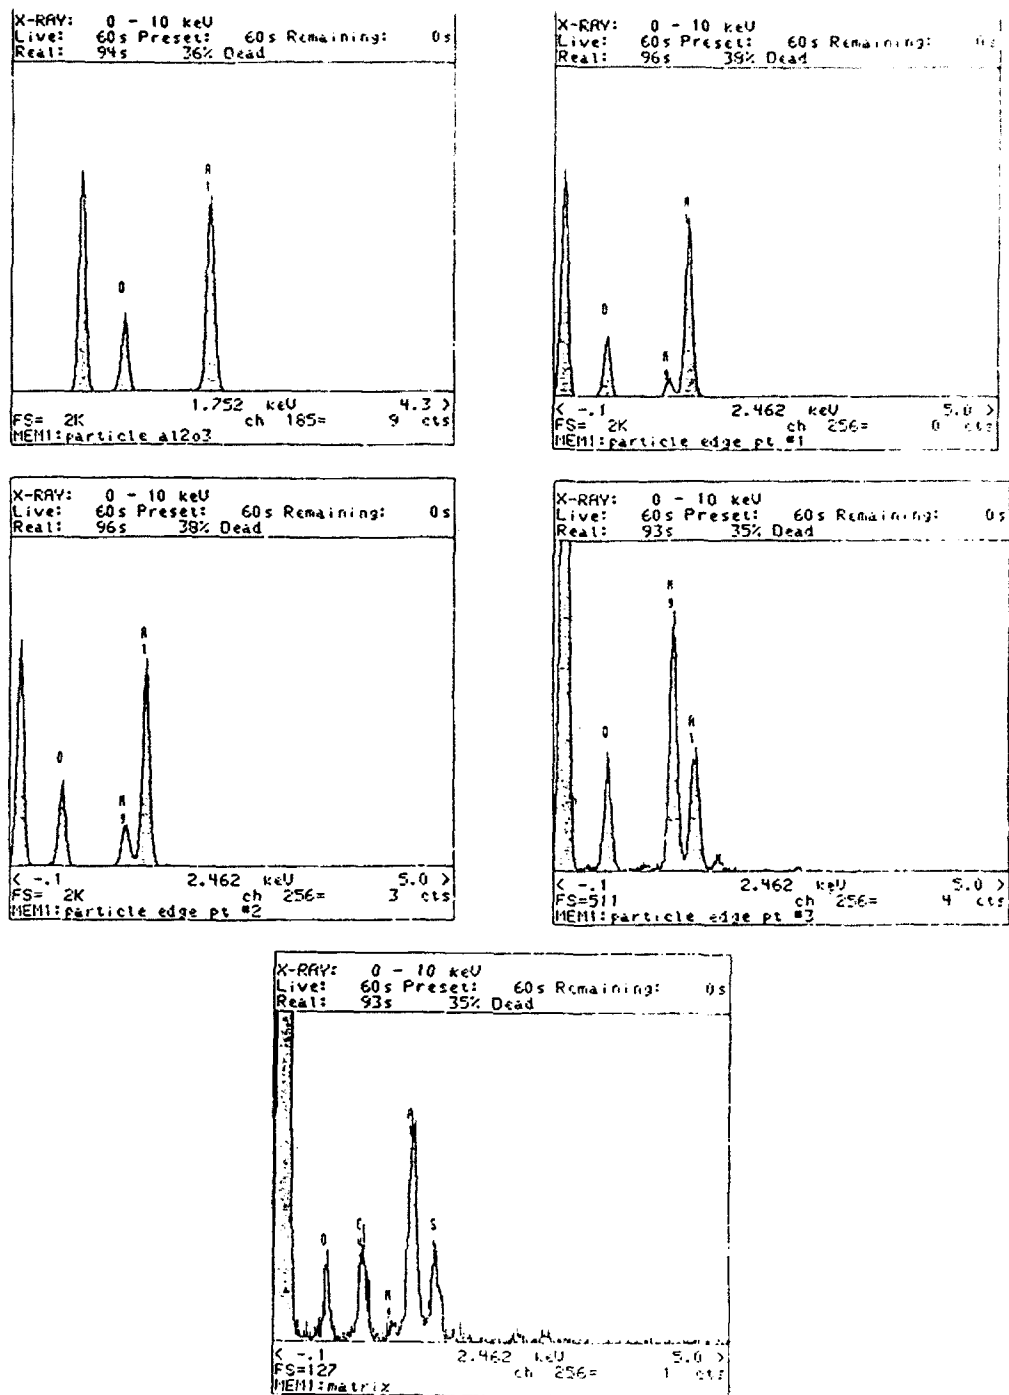 X-RAY: 0 - 10 keV
Live: 60s Preset: 60s Remaining: 0s
Real: 94s 36% Dead
A
l
O
1.752 keV 4.3 >
FS= 2K ch 185= 9 cts
MEM1:particle al2o3
X-RAY: 0 - 10 keV
Live: 60s Preset: 60s Remaining: 0s
Real: 96s 38% Dead
A
O
< -.1 2.462 keV 5.0 >
FS= 2K ch 256= 0 cts
MEM1:particle edge pt #1
X-RAY: 0 - 10 keV
Live: 60s Preset: 60s Remaining: 0s
Real: 96s 38% Dead
A
l
O
M
g
< -.1 2.462 keV 5.0 >
FS= 2K ch 256= 3 cts
MEM1:particle edge pt #2
X-RAY: 0 - 10 keV
Live: 60s Preset: 60s Remaining: 0s
Real: 93s 35% Dead
M
g
A
l
O
< -.1 2.462 keV 5.0 >
FS=511 ch 256= 4 cts
MEM1:particle edge pt #3
X-RAY: 0 - 10 keV
Live: 60s Preset: 60s Remaining: 0s
Real: 93s 35% Dead
A
O
C
S
M
< -.1 2.462 keV 5.0 >
FS=127 ch 256= 1 cts
MEM1:matrix